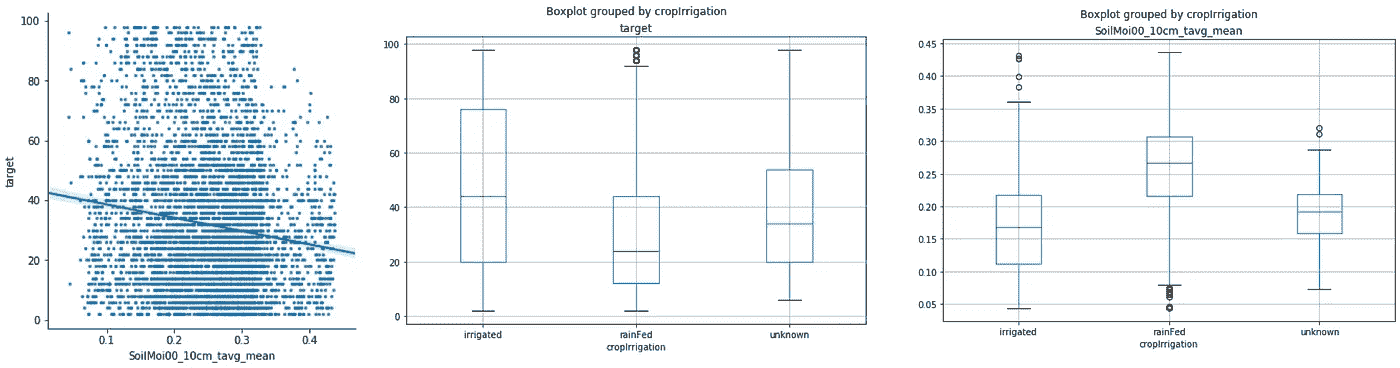 100
80
60
40
20
0
target
0.1 0.2 0.3 0.4
SoilMoi00_10cm_tavg_mean
Boxplot grouped by cropIrrigation
target
100
80
60
40
20
0
irrigated rainFed unknown
cropIrrigation
Boxplot grouped by cropIrrigation
SoilMoi00_10cm_tavg_mean
0.45
0.40
0.35
0.30
0.25
0.20
0.15
0.10
0.05
irrigated rainFed unknown
cropIrrigation